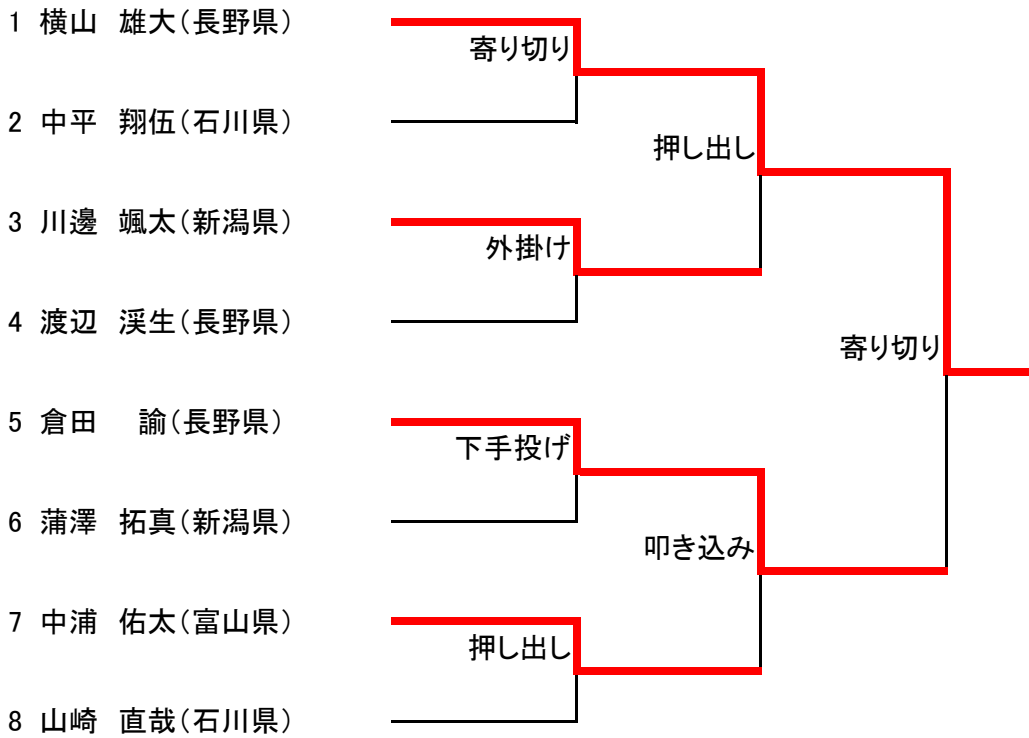 1 横山 雄大(長野県)
寄り切り
2 中平 翔伍(石川県)
押し出し
3 川邊 颯太(新潟県)
外掛け
4 渡辺 渓生(長野県)
寄り切り
5 倉田 諭(長野県)
下手投げ
6 蒲澤 拓真(新潟県)
叩き込み
7 中浦 佑太(富山県)
押し出し
8 山崎 直哉(石川県)